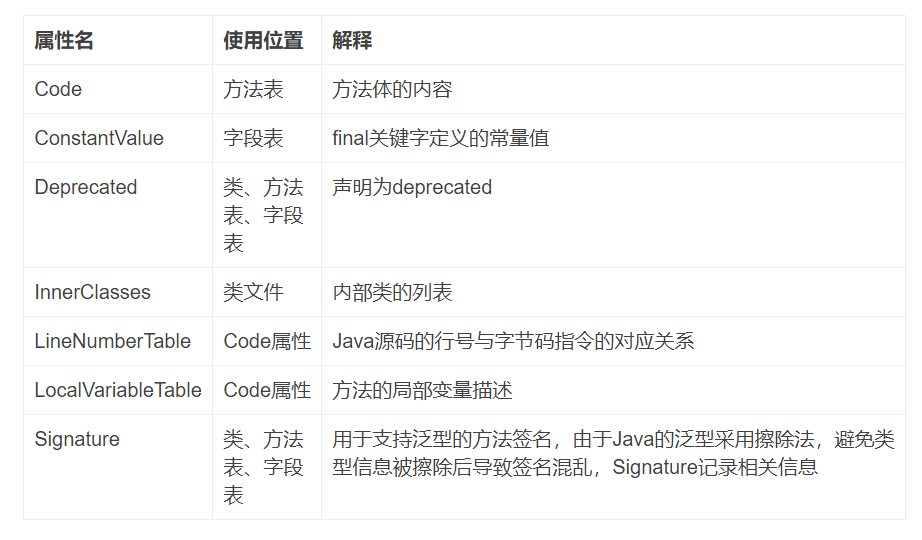 属性名 使用位置 解释
Code 方法表 方法体的内容
ConstantValue 字段表 final关键字定义的常量值
Deprecated 类、方法 声明为deprecated
表、字段
表
InnerClasses 类文件 内部类的列表
LineNumberTable Code属性 Java源码的行号与字节码指令的对应关系
LocalVariableTable Code属性 方法的局部变量描述
Signature 类、方法 用于支持泛型的方法签名，由于Java的泛型采用擦除法，避免类
表、字段 型信息被擦除后导致签名混乱，Signature记录相关信息
表